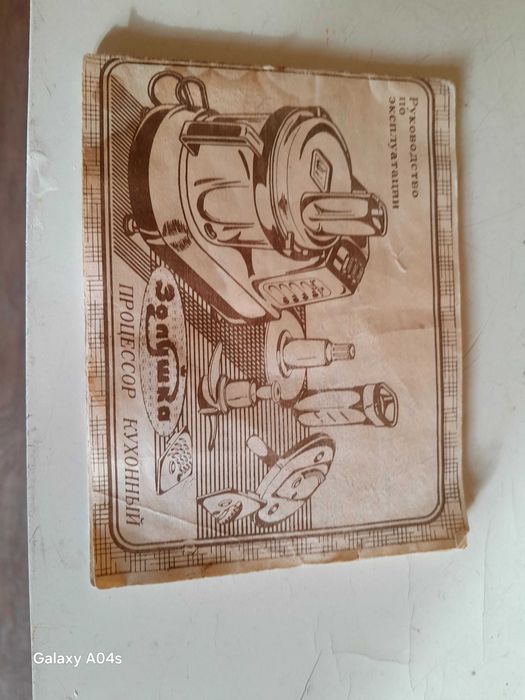 Руководство
по
эксплуатации
Золушка
ПРОЦЕССОР КУХОННЫЙ
Galaxy A04s